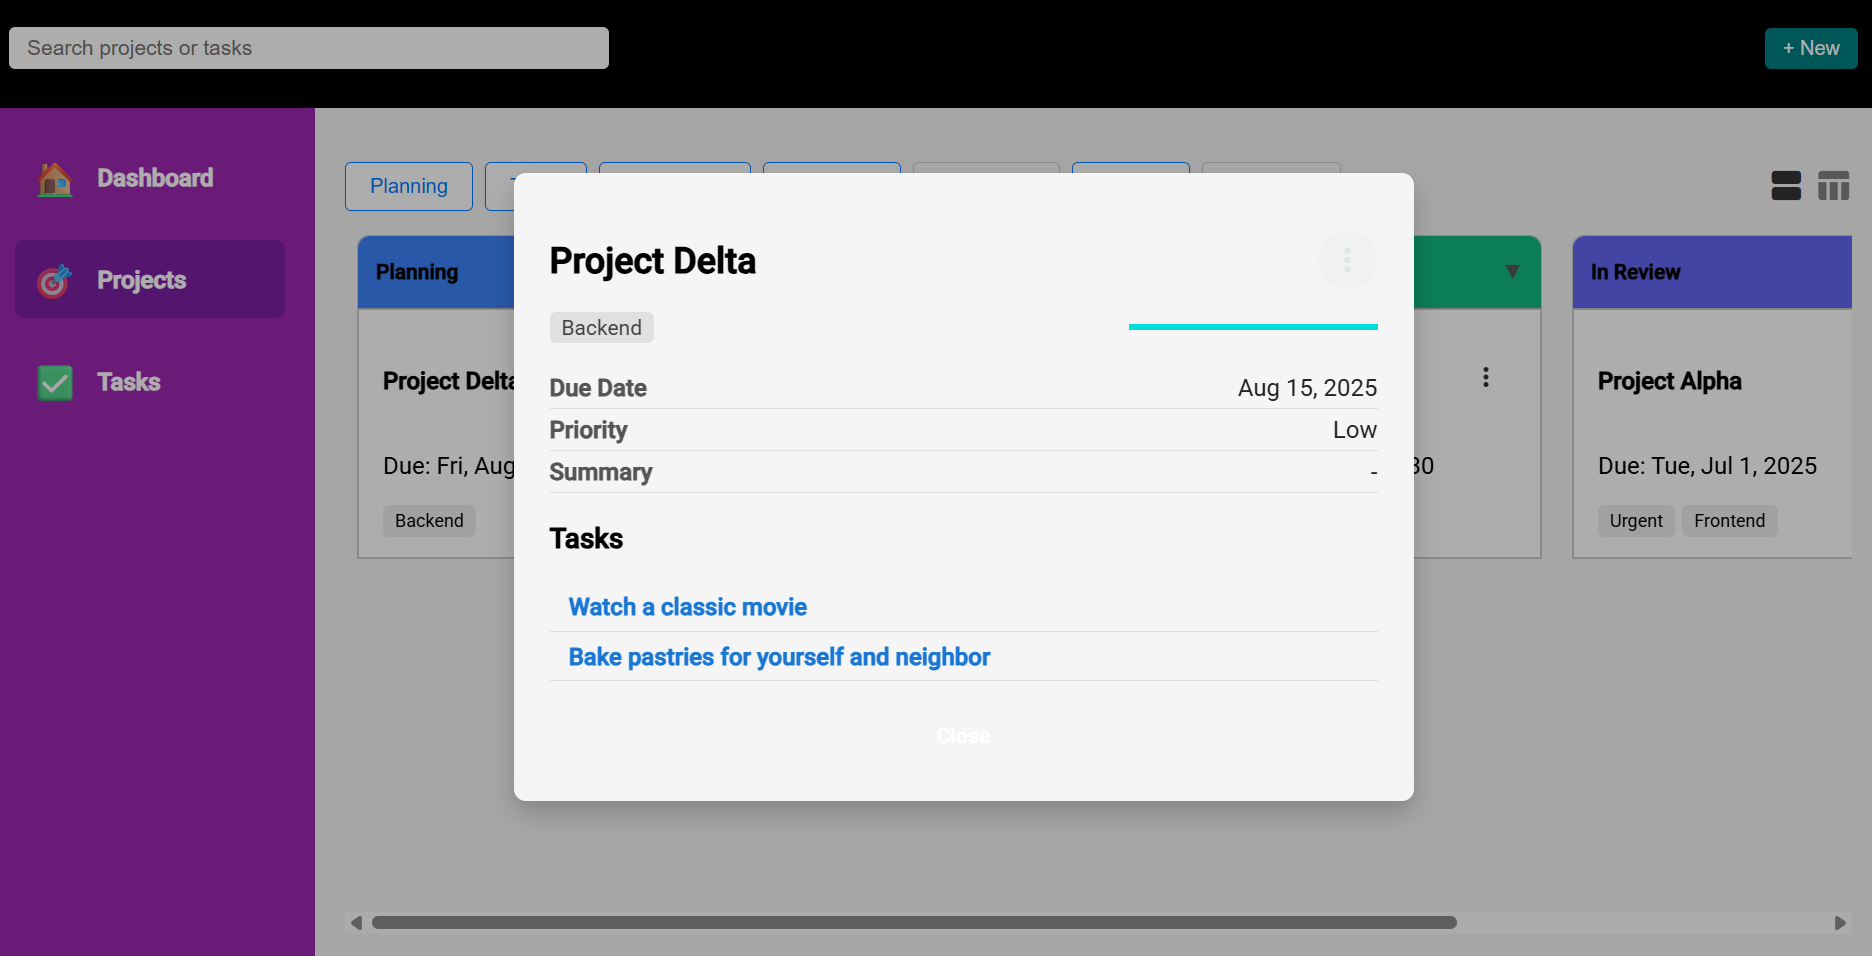 Search projects or tasks
+ New
Dashboard
Projects
Tasks
Planning
Planning
In Review
Project Delta
Due: Fri, Aug
Backend
Project Delta
Backend
Due Date Aug 15, 2025
Priority Low
Summary -
Tasks
Watch a classic movie
Bake pastries for yourself and neighbor
Close
30
Project Alpha
Due: Tue, Jul 1, 2025
Urgent Frontend